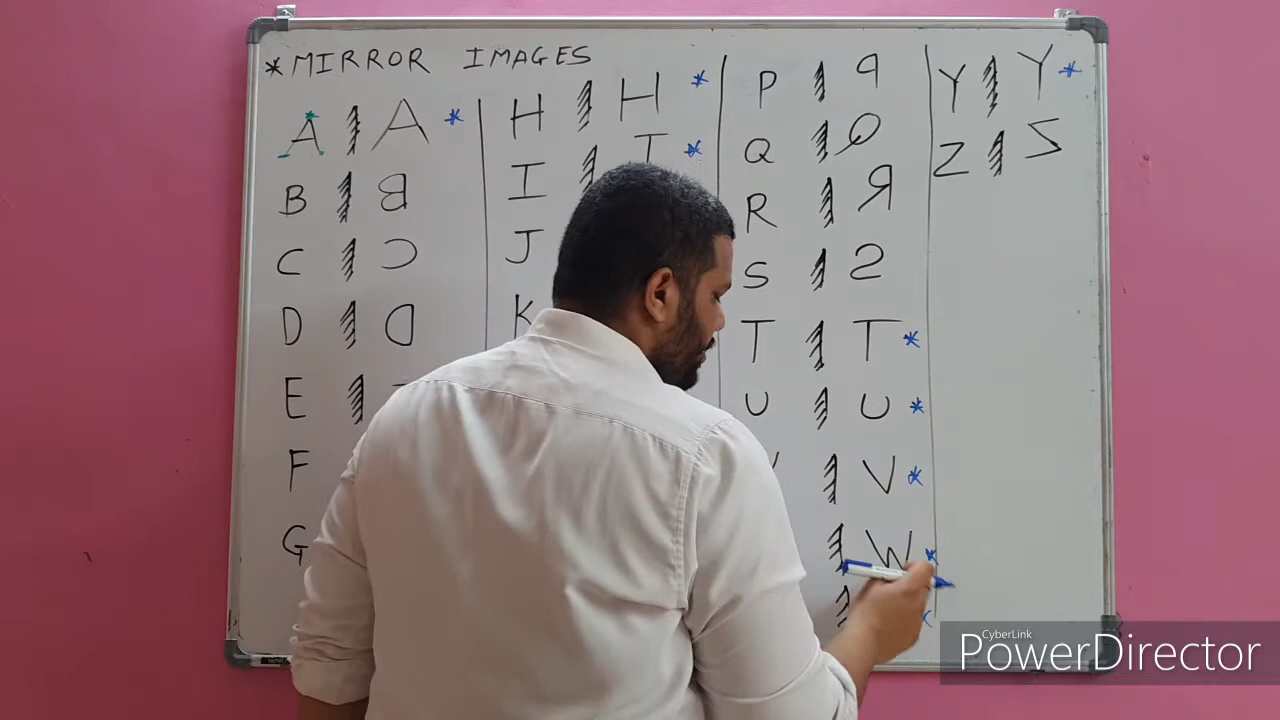 * MIRROR IMAGES
A A *
B ᗺ
C Ɔ
D ᗡ
E
F
G
H H *
I I *
J
K
P ꟼ
Q Ϙ
R Я
S Ƨ
T T *
U U *
V *
W *
Y Y *
Z Ƹ
CyberLink
PowerDirector